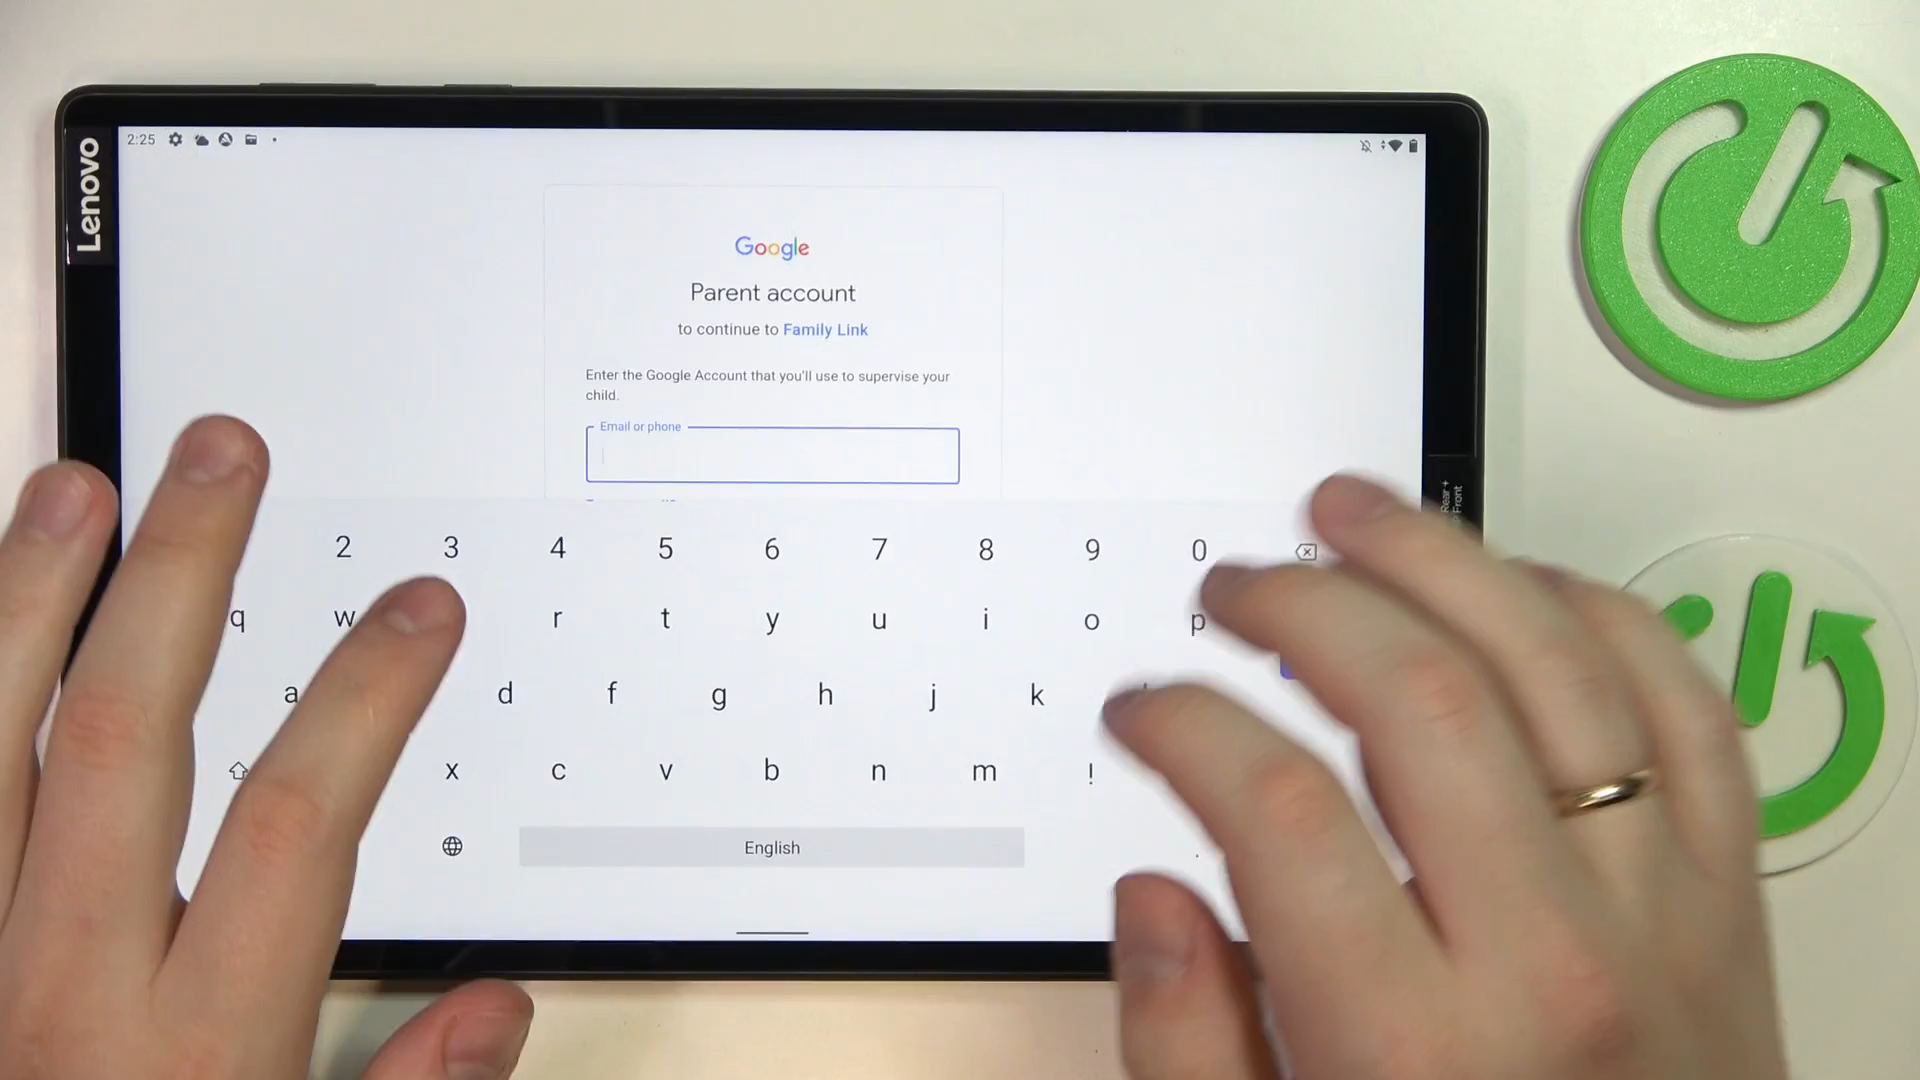 Lenovo
2:25
Google
Parent account
to continue to Family Link
Enter the Google Account that you'll use to supervise your
child.
Email or phone
2 3 4 5 6 7 8 9 0
q w r t y u i o p
a d f g h j k
x c v b n m !
English .
Rear +
Front